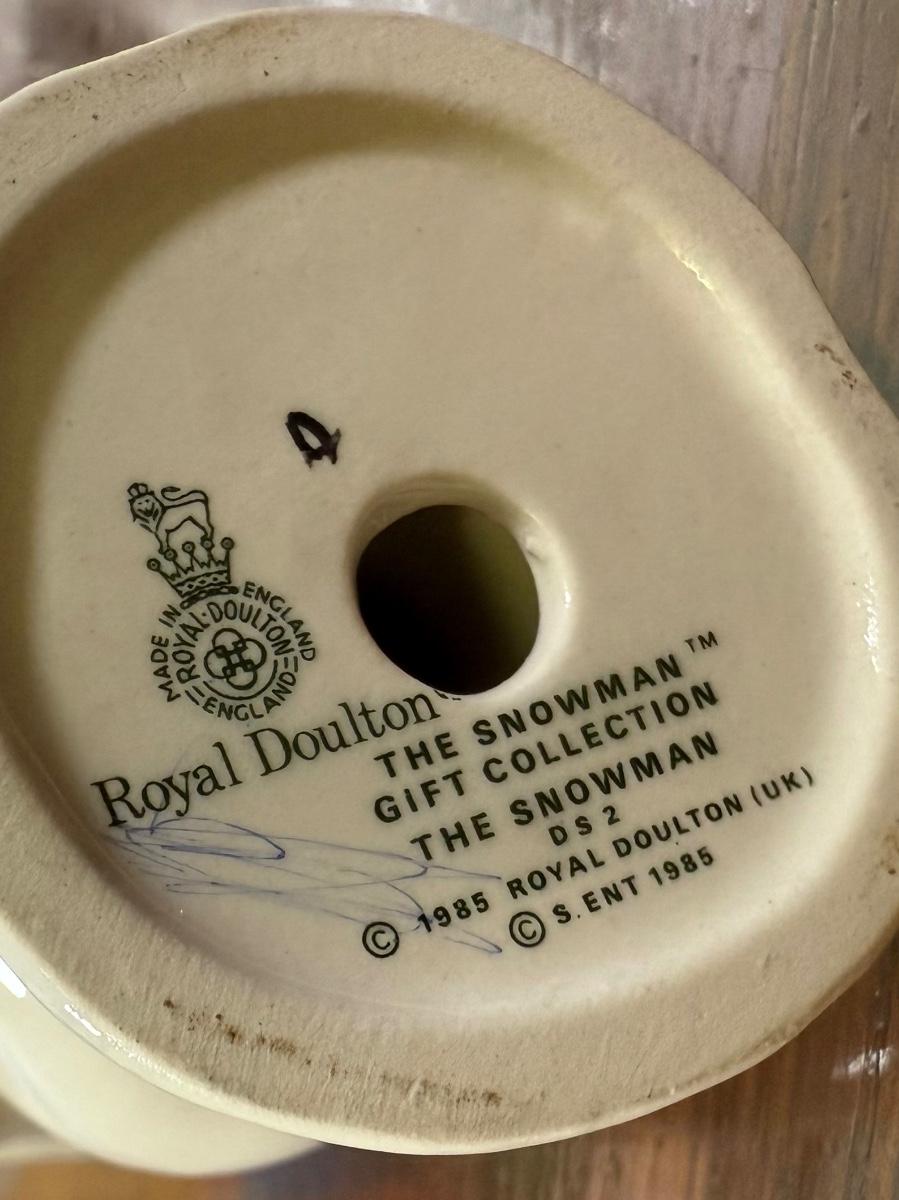 MADE IN ENGLAND
ROYAL·DOULTON
ENGLAND
Royal Doulton
THE SNOWMAN™
GIFT COLLECTION
THE SNOWMAN
DS 2
© 1985 ROYAL DOULTON (UK)
© S.ENT 1985